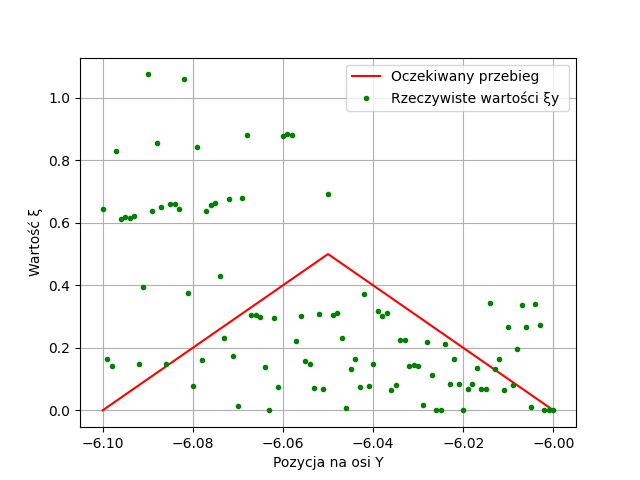 Oczekiwany przebieg
Rzeczywiste wartości ξy
1.0
0.8
0.6
0.4
0.2
0.0
Wartość ξ
−6.10 −6.08 −6.06 −6.04 −6.02 −6.00
Pozycja na osi Y